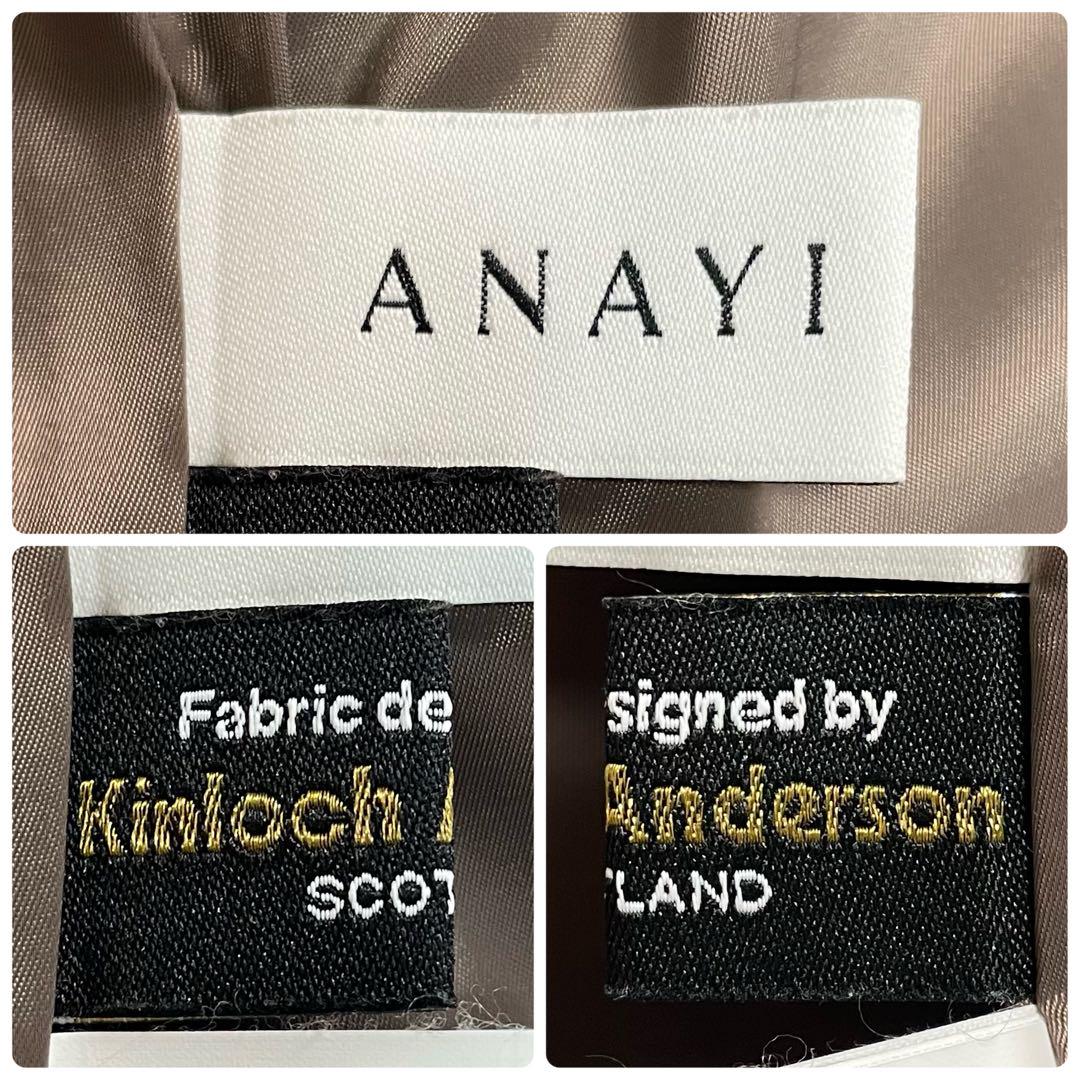 ANAYI
Fabric de
Kinloch A
SCOT
signed by
Anderson
TLAND